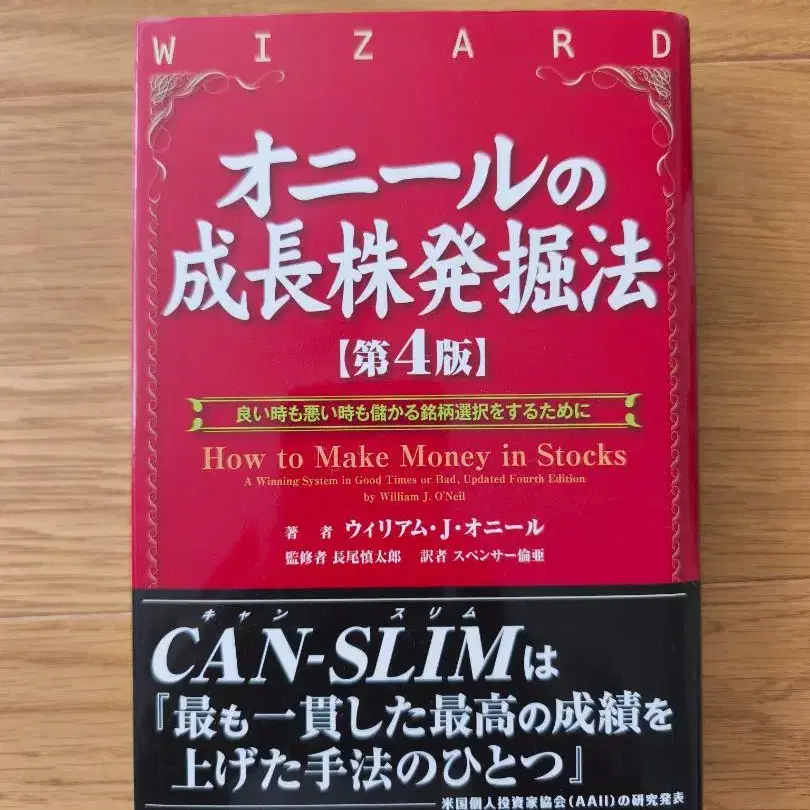 WIZARD
オニールの
成長株発掘法
【第4版】
良い時も悪い時も儲かる銘柄選択をするために
How to Make Money in Stocks
A Winning System in Good Times or Bad, Updated Fourth Edition
by William J. O'Neil
著 者 ウィリアム・J・オニール
監修者 長尾慎太郎 訳者 スペンサー倫亜
キャン スリム
CAN-SLIMは
『最も一貫した最高の成績を
上げた手法のひとつ』
米国個人投資家協会(AAII)の研究発表